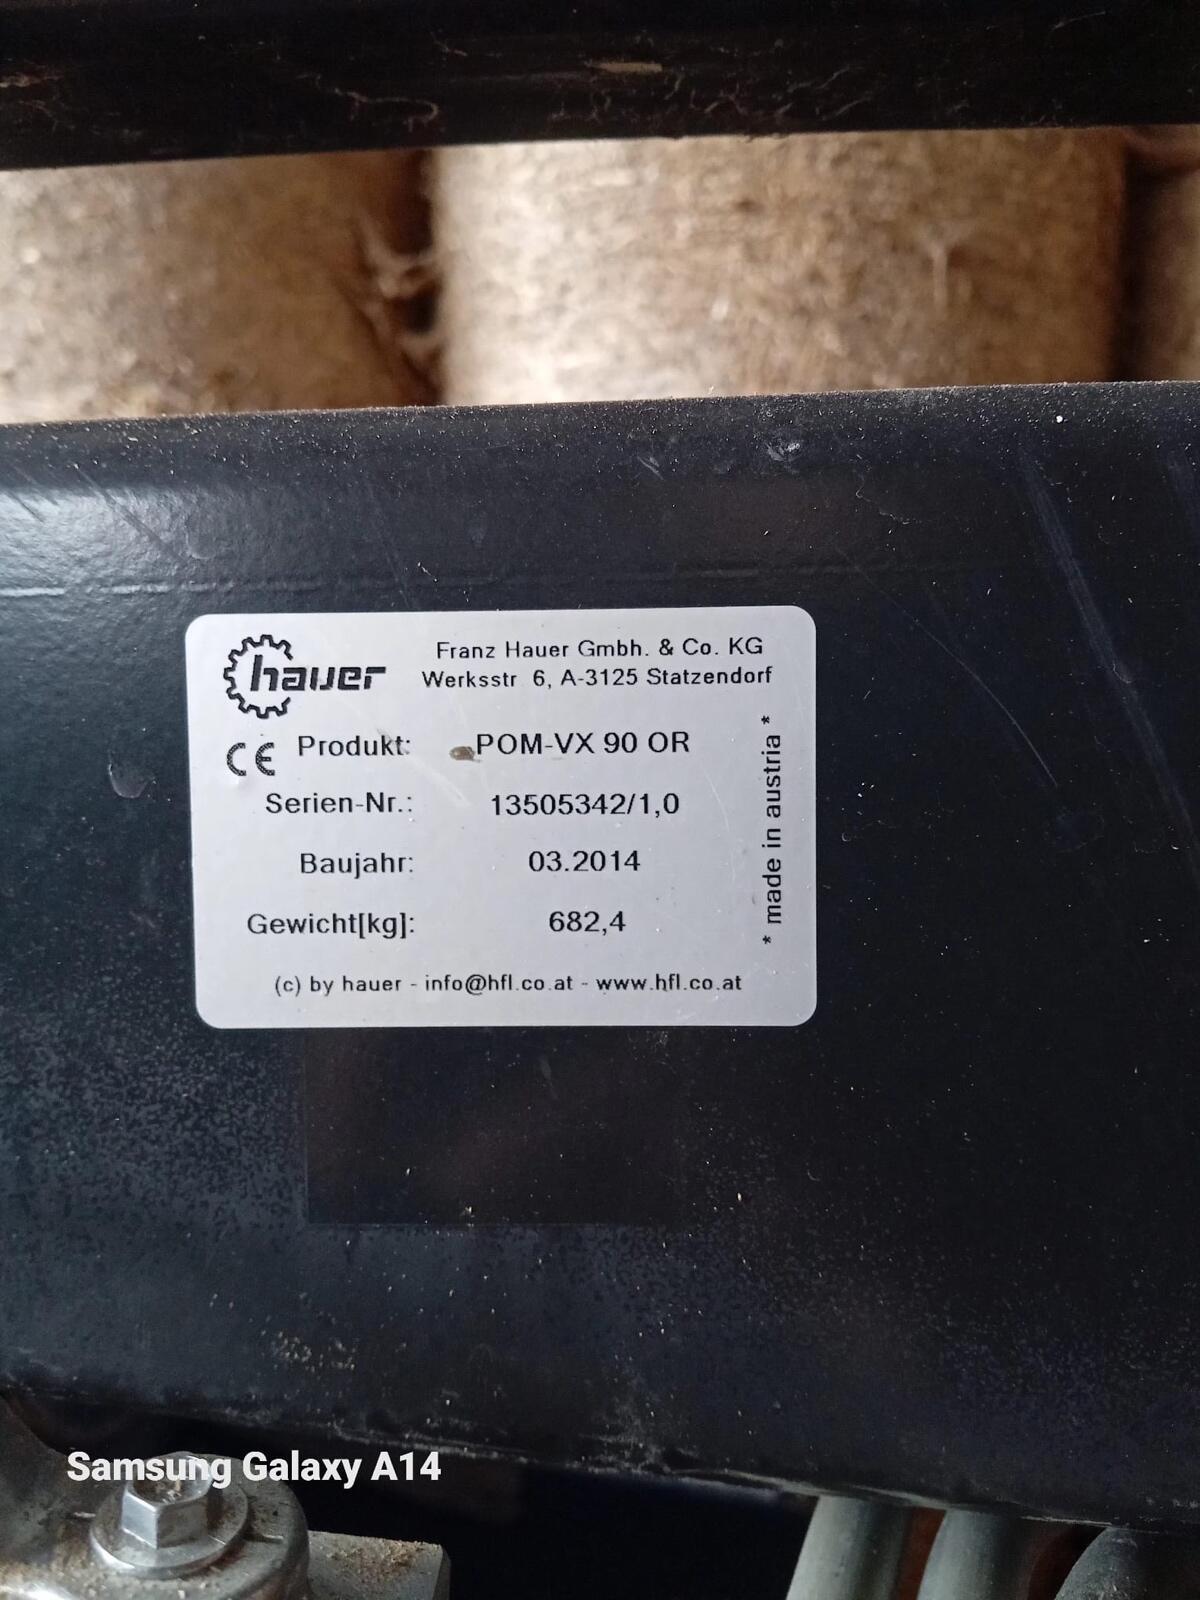 hauer
Franz Hauer Gmbh. & Co. KG
Werksstr 6, A-3125 Statzendorf
CE Produkt: POM-VX 90 OR
Serien-Nr.: 13505342/1,0
Baujahr: 03.2014
Gewicht[kg]: 682,4
* made in austria *
(c) by hauer - info@hfl.co.at - www.hfl.co.at
Samsung Galaxy A14